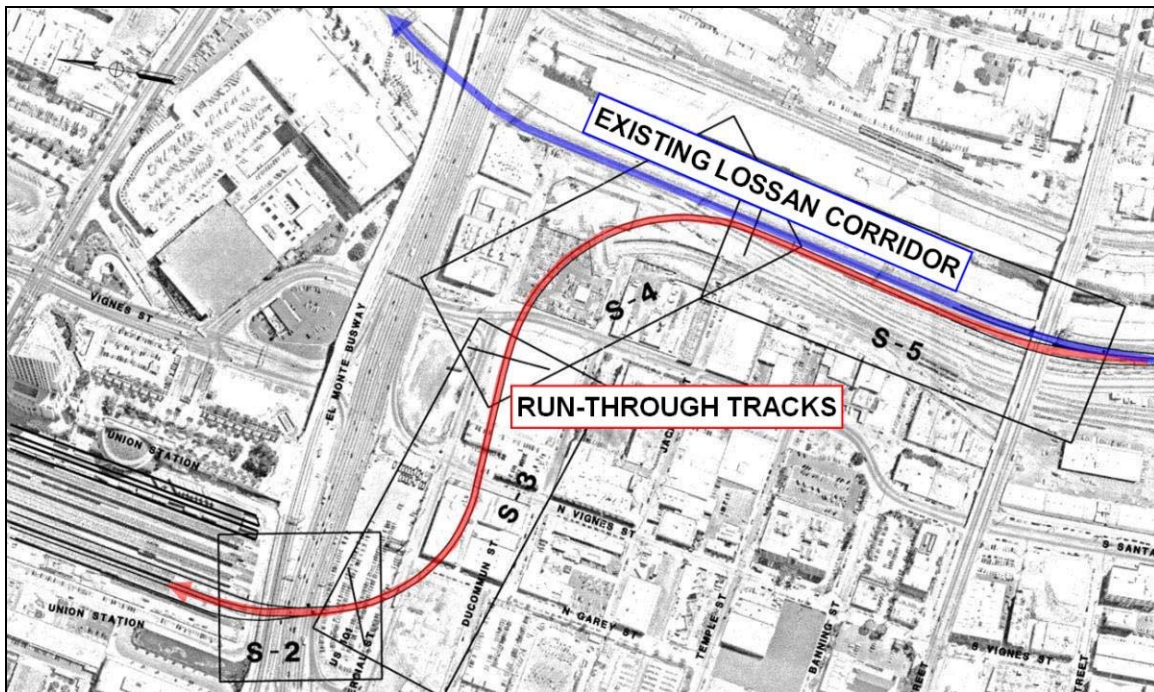 EXISTING LOSSAN CORRIDOR
VIGNES ST
EL MONTE BUSWAY
S-4
S-5
RUN-THROUGH TRACKS
UNION STATION
S-3
N VIGNES ST
DUCOMMUN ST
S SANTA
UNION STATION
S-2
US 101
N GAREY ST
TEMPLE ST
BANNING ST
S VIGNES ST